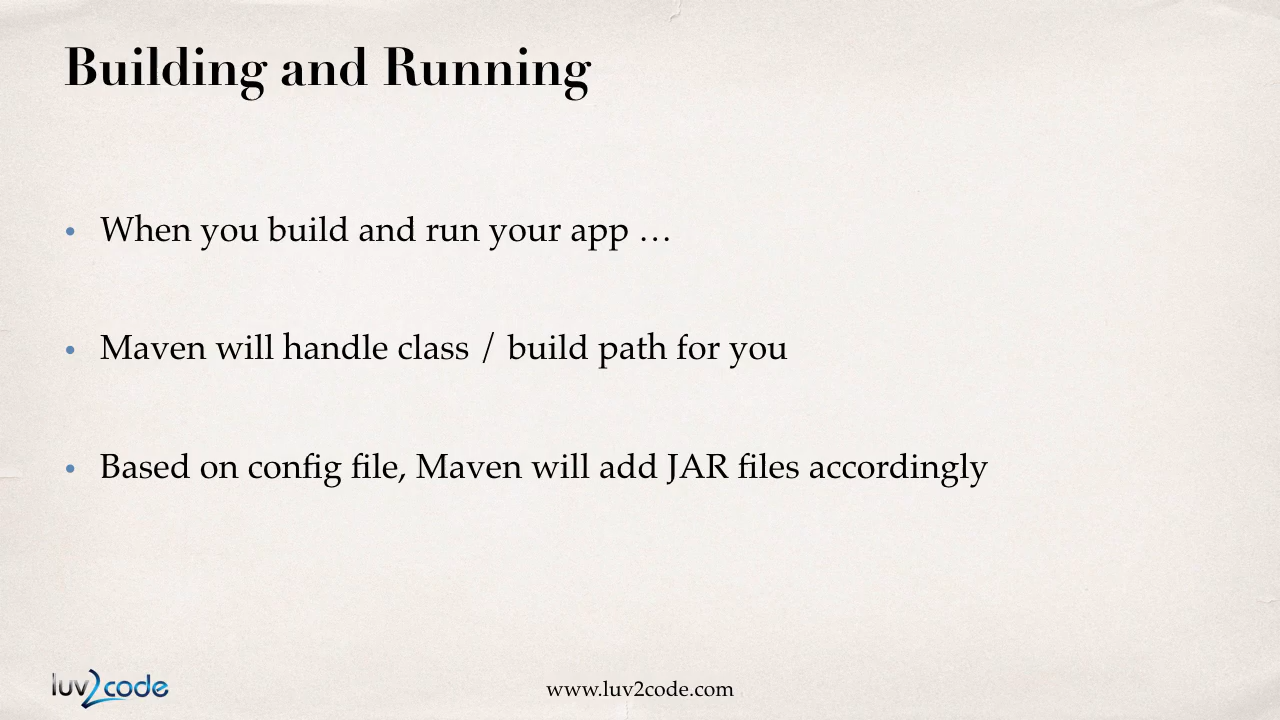 Building and Running
• When you build and run your app …
• Maven will handle class / build path for you
• Based on config file, Maven will add JAR files accordingly
luv2code
www.luv2code.com